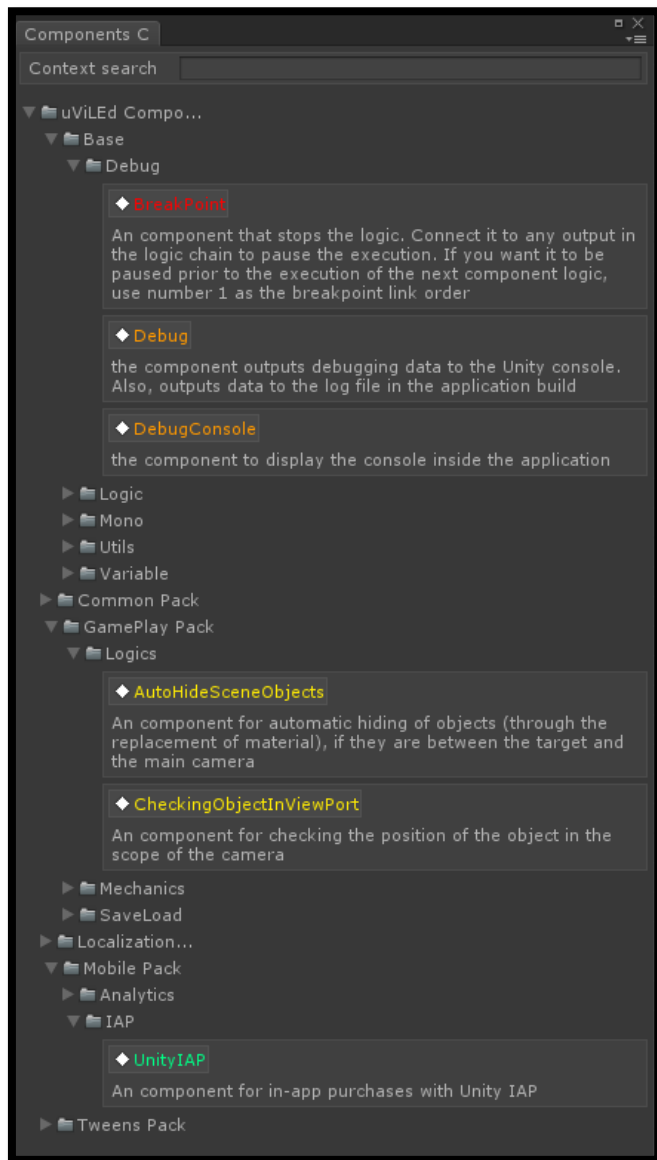 Components C
Context search
uViLEd Compo...
Base
Debug
BreakPoint
An component that stops the logic. Connect it to any output in
the logic chain to pause the execution. If you want it to be
paused prior to the execution of the next component logic,
use number 1 as the breakpoint link order
Debug
the component outputs debugging data to the Unity console.
Also, outputs data to the log file in the application build
DebugConsole
the component to display the console inside the application
Logic
Mono
Utils
Variable
Common Pack
GamePlay Pack
Logics
AutoHideSceneObjects
An component for automatic hiding of objects (through the
replacement of material), if they are between the target and
the main camera
CheckingObjectInViewPort
An component for checking the position of the object in the
scope of the camera
Mechanics
SaveLoad
Localization...
Mobile Pack
Analytics
IAP
UnityIAP
An component for in-app purchases with Unity IAP
Tweens Pack